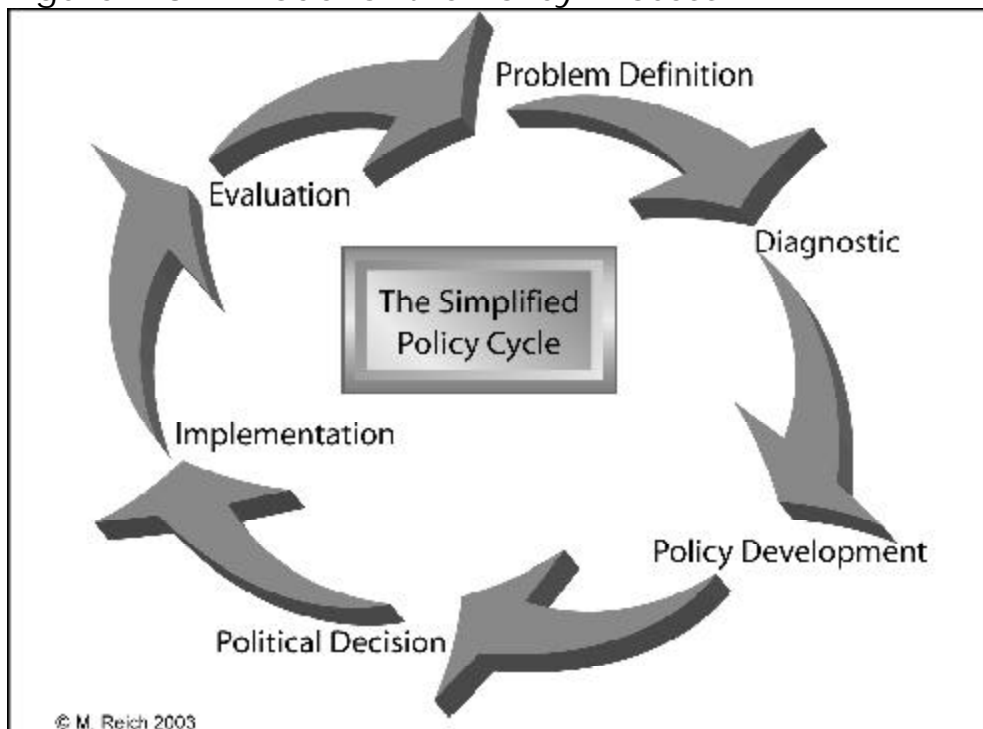 Problem Definition
Evaluation
Diagnostic
The Simplified
Policy Cycle
Implementation
Policy Development
Political Decision
© M. Reich 2003